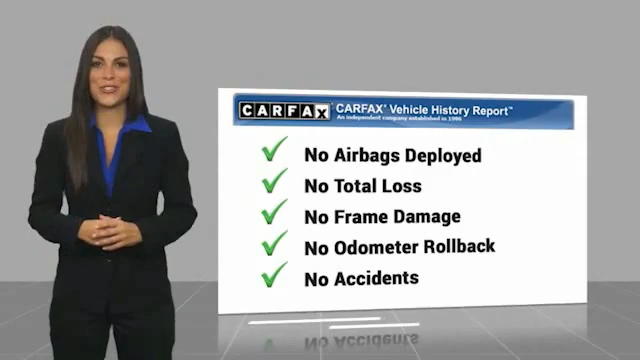 CARFAX CARFAX® Vehicle History Report™
An independent company established in 1986
No Airbags Deployed
No Total Loss
No Frame Damage
No Odometer Rollback
No Accidents